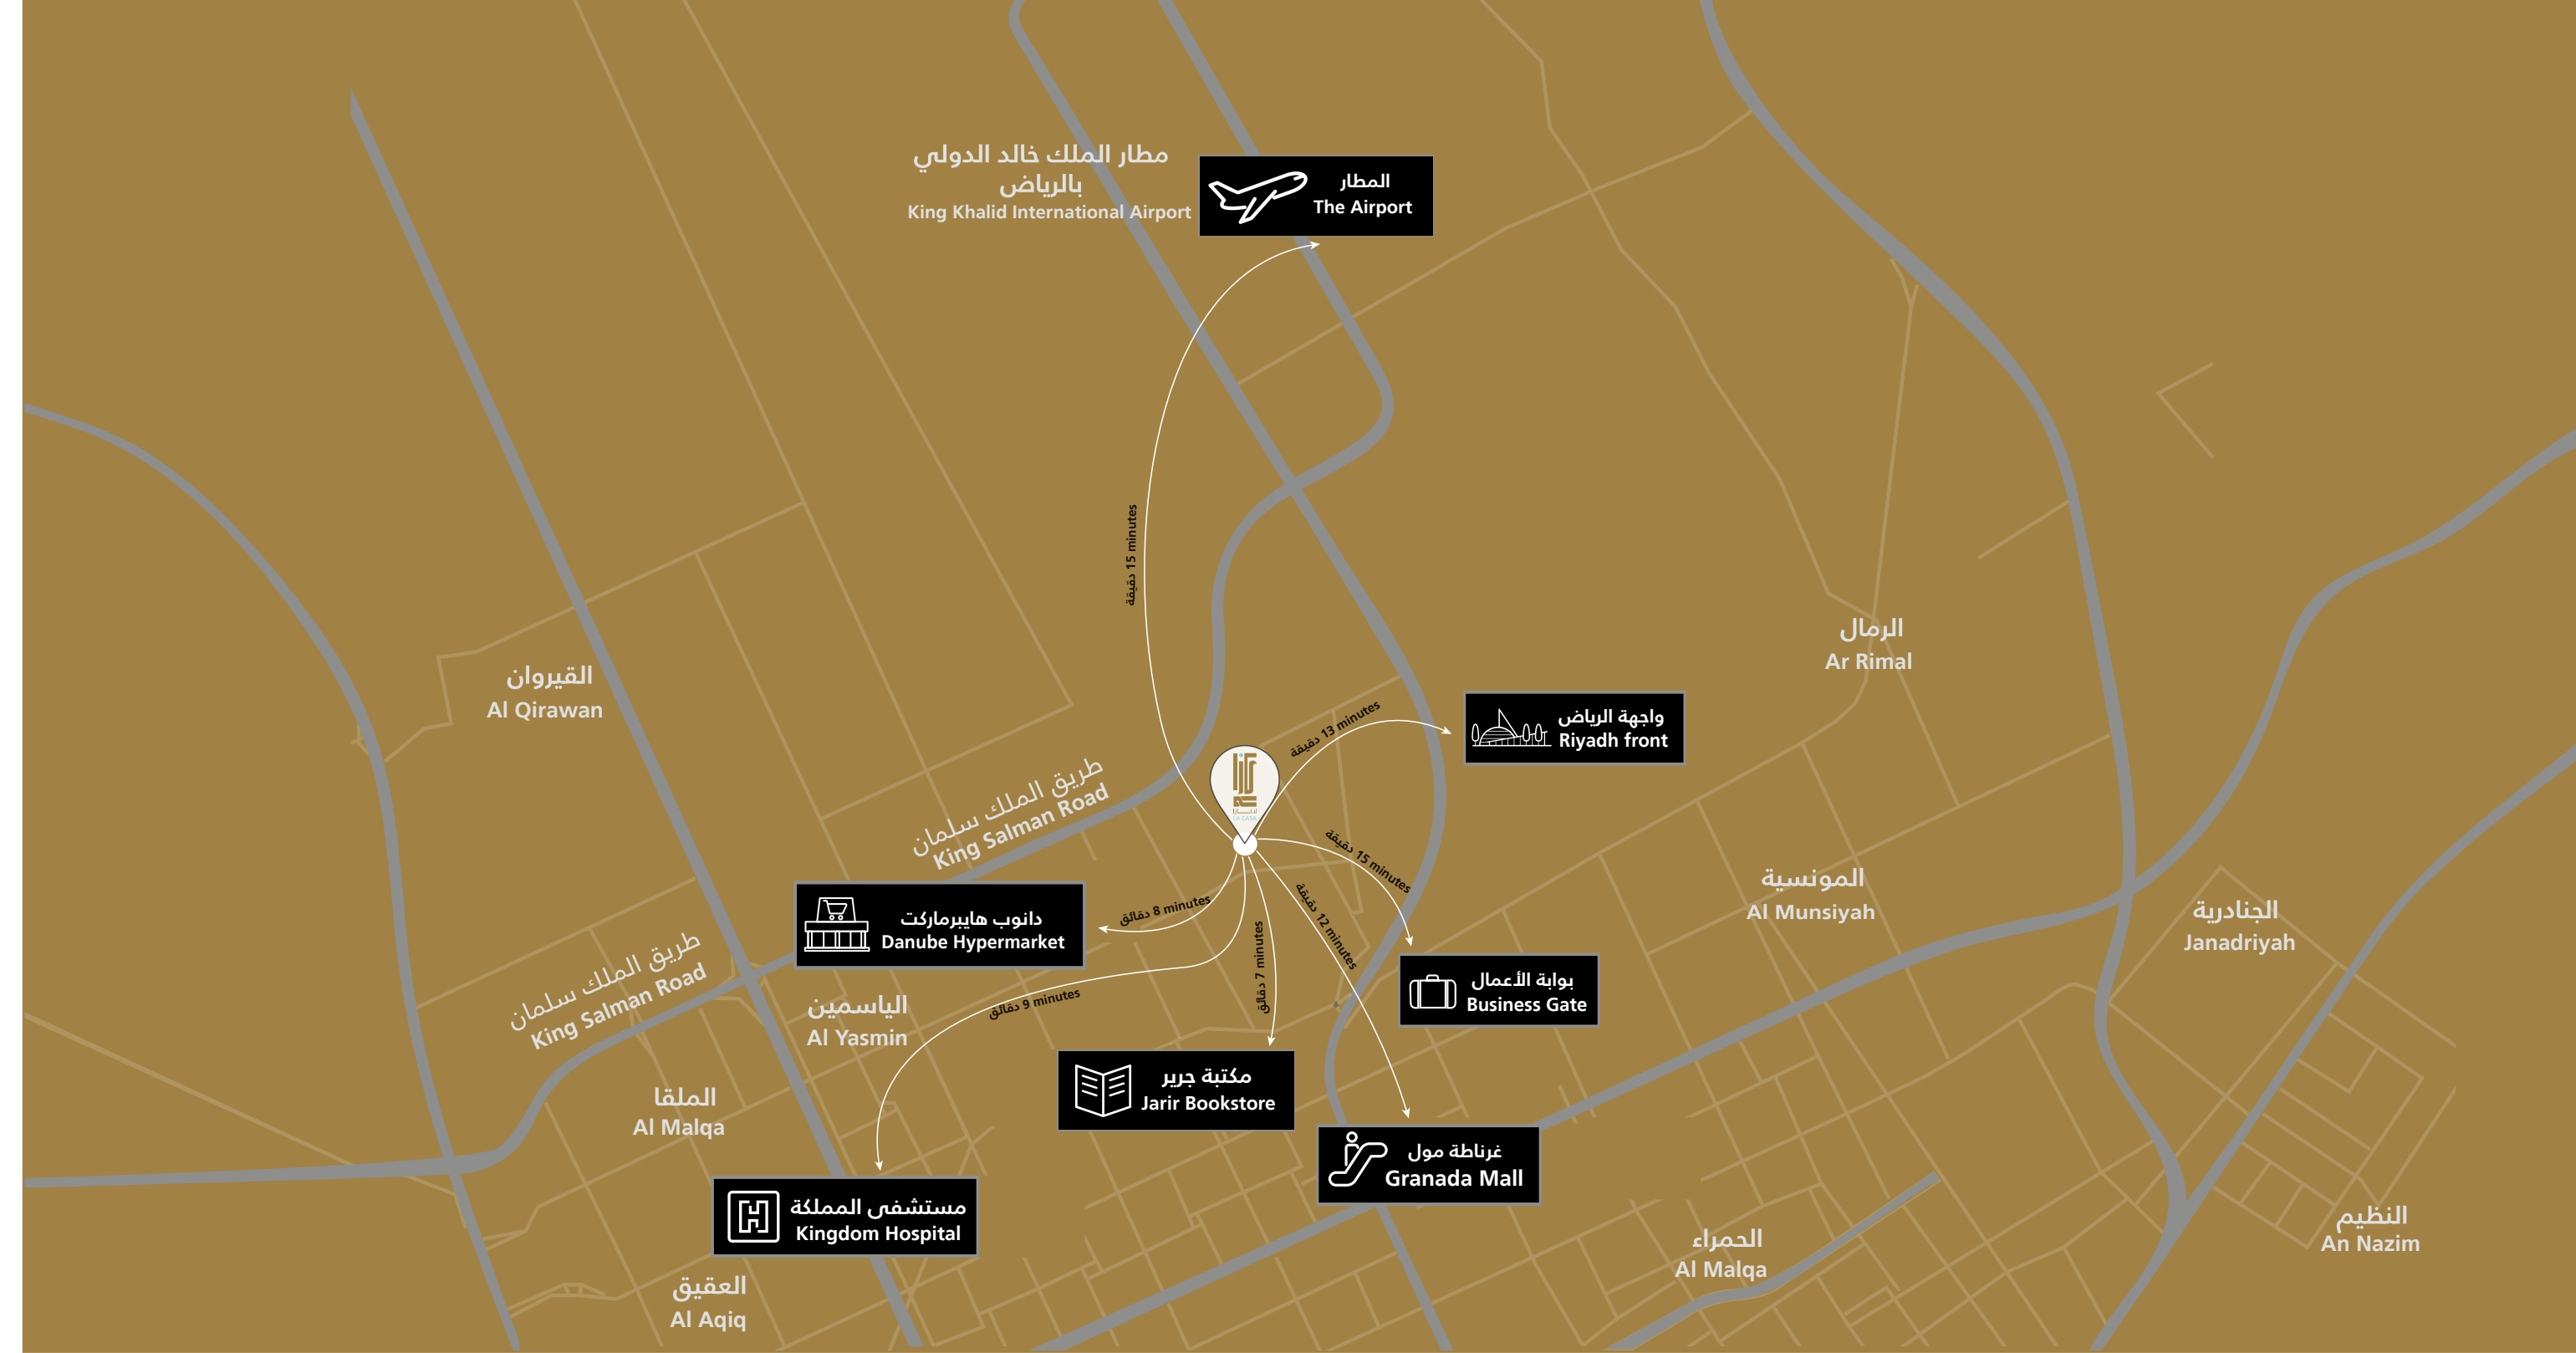 مطار الملك خالد الدولي
بالرياض
King Khalid International Airport
المطار
The Airport
15 دقيقة minutes
القيروان
Al Qirawan
الرمال
Ar Rimal
واجهة الرياض
Riyadh front
13 دقيقة minutes
طريق الملك سلمان
King Salman Road
LA CASA
15 دقيقة minutes
12 دقيقة minutes
8 دقائق minutes
7 دقائق minutes
9 دقائق minutes
دانوب هايبرماركت
Danube Hypermarket
المونسية
Al Munsiyah
الجنادرية
Janadriyah
طريق الملك سلمان
King Salman Road
الياسمين
Al Yasmin
بوابة الأعمال
Business Gate
مكتبة جرير
Jarir Bookstore
الملقا
Al Malqa
غرناطة مول
Granada Mall
مستشفى المملكة
Kingdom Hospital
الحمراء
Al Malqa
النظيم
An Nazim
العقيق
Al Aqiq